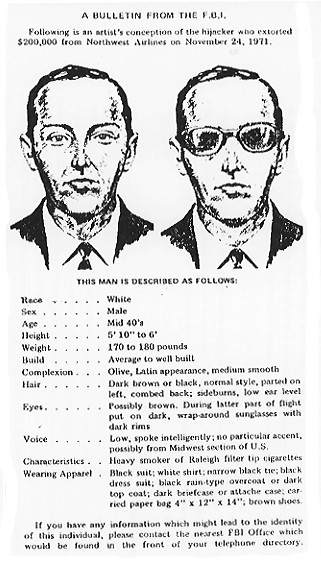 A BULLETIN FROM THE F.B.I.
Following is an artist's conception of the hijacker who extorted
$200,000 from Northwest Airlines on November 24, 1971.
THIS MAN IS DESCRIBED AS FOLLOWS:
Race . . . . . . White
Sex . . . . . . Male
Age . . . . . . Mid 40's
Height . . . . . 5' 10" to 6'
Weight . . . . . 170 to 180 pounds
Build . . . . . Average to well built
Complexion . . . Olive, Latin appearance, medium smooth
Hair . . . . . . Dark brown or black, normal style, parted on
left, combed back; sideburns, low ear level
Eyes . . . . . . Possibly brown. During latter part of flight
put on dark, wrap-around sunglasses with
dark rims
Voice . . . . . Low, spoke intelligently; no particular accent,
possibly from Midwest section of U.S.
Characteristics . . Heavy smoker of Raleigh filter tip cigarettes
Wearing Apparel . Black suit; white shirt; narrow black tie; black
dress suit; black rain-type overcoat or dark
top coat; dark briefcase or attache case; car-
ried paper bag 4" x 12" x 14"; brown shoes.
If you have any information which might lead to the identity
of this individual, please contact the nearest FBI Office which
would be found in the front of your telephone directory.